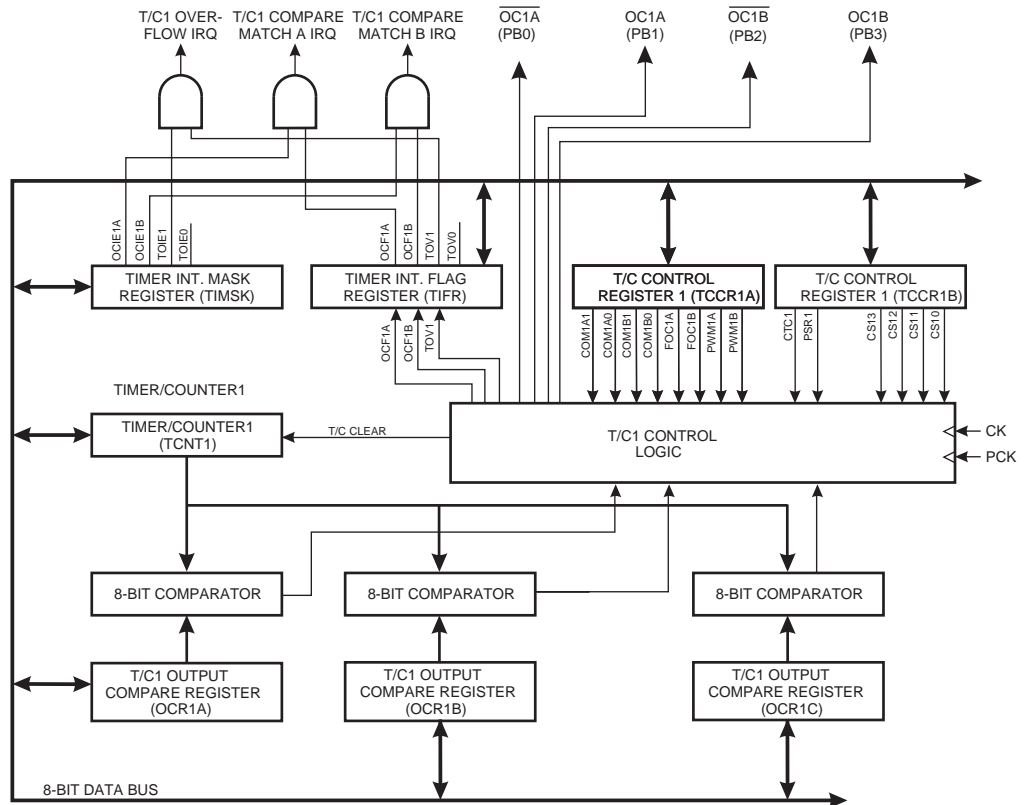 T/C1 OVER-
FLOW IRQ
T/C1 COMPARE
MATCH A IRQ
T/C1 COMPARE
MATCH B IRQ
OC1A
(PB0)
OC1A
(PB1)
OC1B
(PB2)
OC1B
(PB3)
OCIE1A
OCIE1B
TOIE1
TOIE0
OCF1A
OCF1B
TOV1
TOV0
TIMER INT. MASK
REGISTER (TIMSK)
TIMER INT. FLAG
REGISTER (TIFR)
T/C CONTROL
REGISTER 1 (TCCR1A)
T/C CONTROL
REGISTER 1 (TCCR1B)
OCF1A
OCF1B
TOV1
COM1A1
COM1A0
COM1B1
COM1B0
FOC1A
FOC1B
PWM1A
PWM1B
CTC1
PSR1
CS13
CS12
CS11
CS10
TIMER/COUNTER1
TIMER/COUNTER1
(TCNT1)
T/C CLEAR
T/C1 CONTROL
LOGIC
CK
PCK
8-BIT COMPARATOR
8-BIT COMPARATOR
8-BIT COMPARATOR
T/C1 OUTPUT
COMPARE REGISTER
(OCR1A)
T/C1 OUTPUT
COMPARE REGISTER
(OCR1B)
T/C1 OUTPUT
COMPARE REGISTER
(OCR1C)
8-BIT DATA BUS